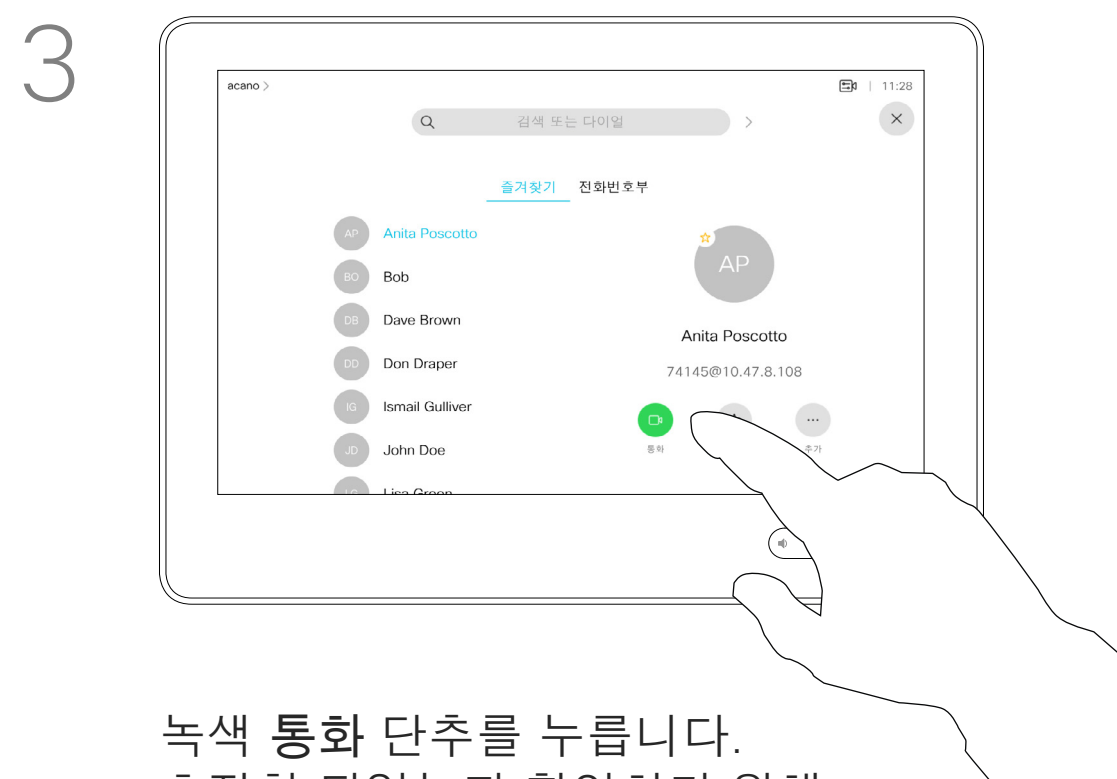 3
acano >
11:28
검색 또는 다이얼
즐겨찾기 전화번호부
AP Anita Poscotto
BO Bob
DB Dave Brown
DD Don Draper
IG Ismail Gulliver
JD John Doe
LG Lisa Green
AP
Anita Poscotto
74145@10.47.8.108
통화
추가
녹색 통화 단추를 누릅니다.